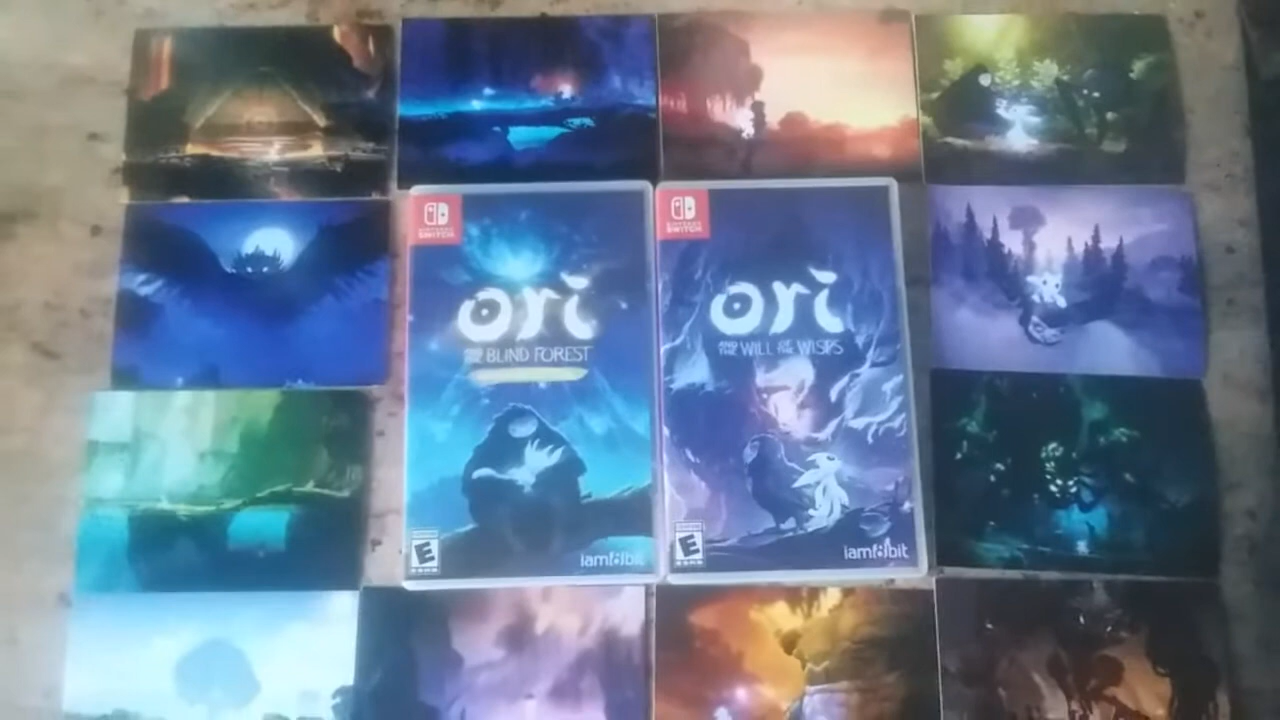 NINTENDO
SWITCH
ori
AND THE BLIND FOREST
E
iam8bit
NINTENDO
SWITCH
ori
AND THE WILL OF THE WISPS
E
iam8bit